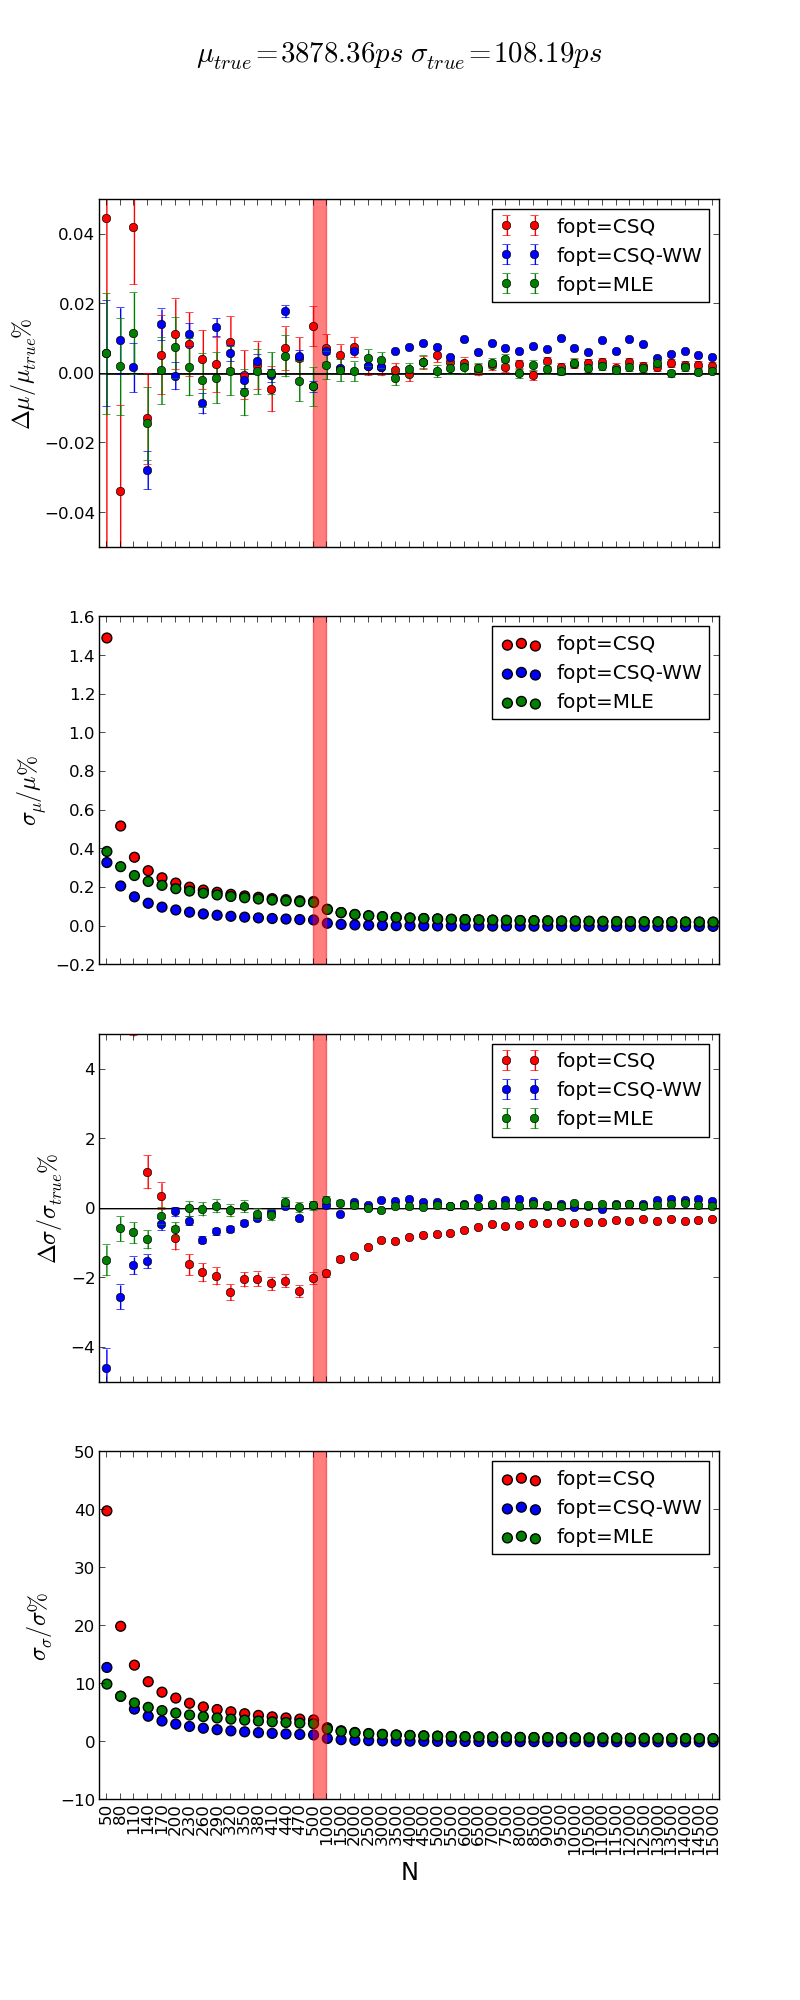 μ_true = 3878.36ps σ_true = 108.19ps
0.04
0.02
0.00
−0.02
−0.04
Δμ/μ_true%
fopt=CSQ
fopt=CSQ-WW
fopt=MLE
1.6
1.4
1.2
1.0
0.8
0.6
0.4
0.2
0.0
−0.2
σ_μ/μ%
fopt=CSQ
fopt=CSQ-WW
fopt=MLE
4
2
0
−2
−4
Δσ/σ_true%
fopt=CSQ
fopt=CSQ-WW
fopt=MLE
50
40
30
20
10
0
−10
σ_σ/σ%
fopt=CSQ
fopt=CSQ-WW
fopt=MLE
50 80 110 140 170 200 230 260 290 320 350 380 410 440 470 500 1000 1500 2000 2500 3000 3500 4000 4500 5000 5500 6000 6500 7000 7500 8000 8500 9000 9500 10000 10500 11000 11500 12000 12500 13000 13500 14000 14500 15000
N